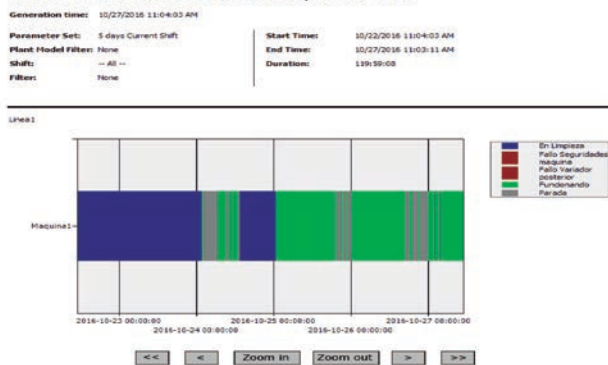 Generation time: 10/27/2016 11:04:03 AM
Parameter Set: 5 days Current Shift
Plant Model Filter: None
Shift: -- All --
Filter: None
Start Time: 10/22/2016 11:04:03 AM
End Time: 10/27/2016 11:03:11 AM
Duration: 119:59:08
Linea1
Maquina1
En Limpieza
Fallo Seguridades
maquina
Fallo Variador
posterior
Funcionando
Parada
2016-10-23 00:00:00
2016-10-24 00:00:00
2016-10-25 00:00:00
2016-10-26 00:00:00
2016-10-27 00:00:00
<< < Zoom in Zoom out > >>